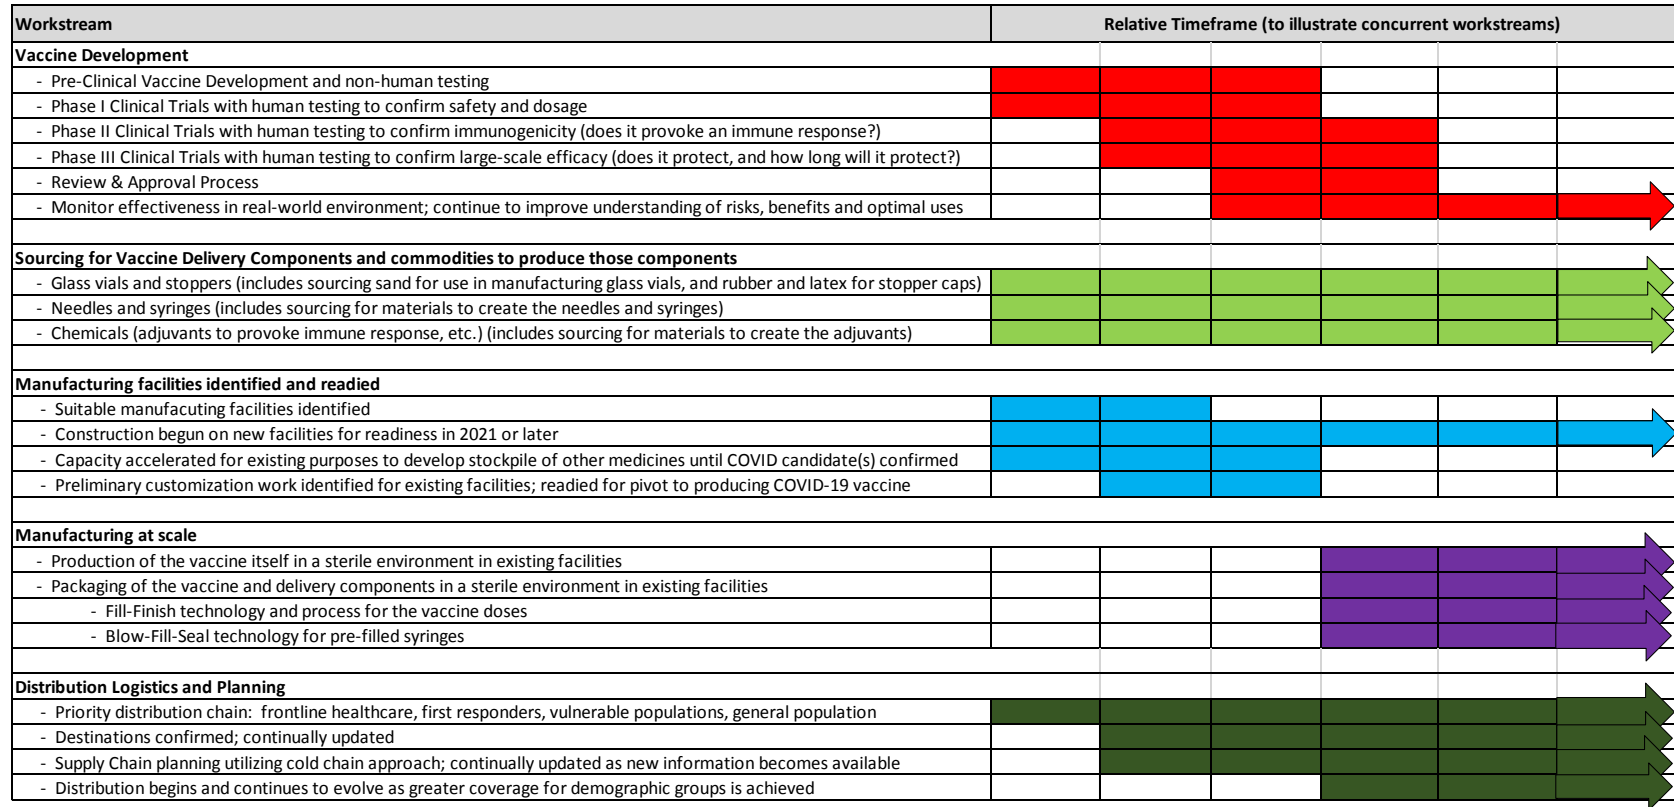 Workstream
Relative Timeframe (to illustrate concurrent workstreams)
Vaccine Development
- Pre-Clinical Vaccine Development and non-human testing
- Phase I Clinical Trials with human testing to confirm safety and dosage
- Phase II Clinical Trials with human testing to confirm immunogenicity (does it provoke an immune response?)
- Phase III Clinical Trials with human testing to confirm large-scale efficacy (does it protect, and how long will it protect?)
- Review & Approval Process
- Monitor effectiveness in real-world environment; continue to improve understanding of risks, benefits and optimal uses
Sourcing for Vaccine Delivery Components and commodities to produce those components
- Glass vials and stoppers (includes sourcing sand for use in manufacturing glass vials, and rubber and latex for stopper caps)
- Needles and syringes (includes sourcing for materials to create the needles and syringes)
- Chemicals (adjuvants to provoke immune response, etc.) (includes sourcing for materials to create the adjuvants)
Manufacturing facilities identified and readied
- Suitable manufacuting facilities identified
- Construction begun on new facilities for readiness in 2021 or later
- Capacity accelerated for existing purposes to develop stockpile of other medicines until COVID candidate(s) confirmed
- Preliminary customization work identified for existing facilities; readied for pivot to producing COVID-19 vaccine
Manufacturing at scale
- Production of the vaccine itself in a sterile environment in existing facilities
- Packaging of the vaccine and delivery components in a sterile environment in existing facilities
- Fill-Finish technology and process for the vaccine doses
- Blow-Fill-Seal technology for pre-filled syringes
Distribution Logistics and Planning
- Priority distribution chain: frontline healthcare, first responders, vulnerable populations, general population
- Destinations confirmed; continually updated
- Supply Chain planning utilizing cold chain approach; continually updated as new information becomes available
- Distribution begins and continues to evolve as greater coverage for demographic groups is achieved